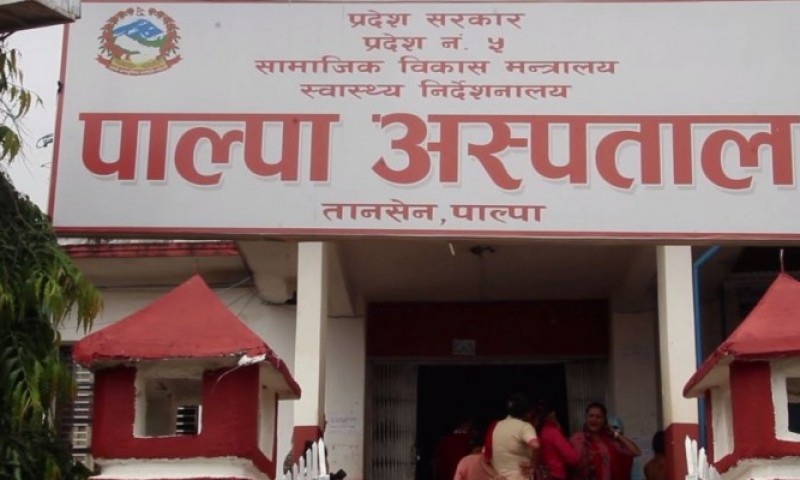 प्रदेश सरकार
प्रदेश नं. ५
सामाजिक विकास मन्त्रालय
स्वास्थ्य निर्देशनालय
पाल्पा अस्पताल
तानसेन, पाल्पा